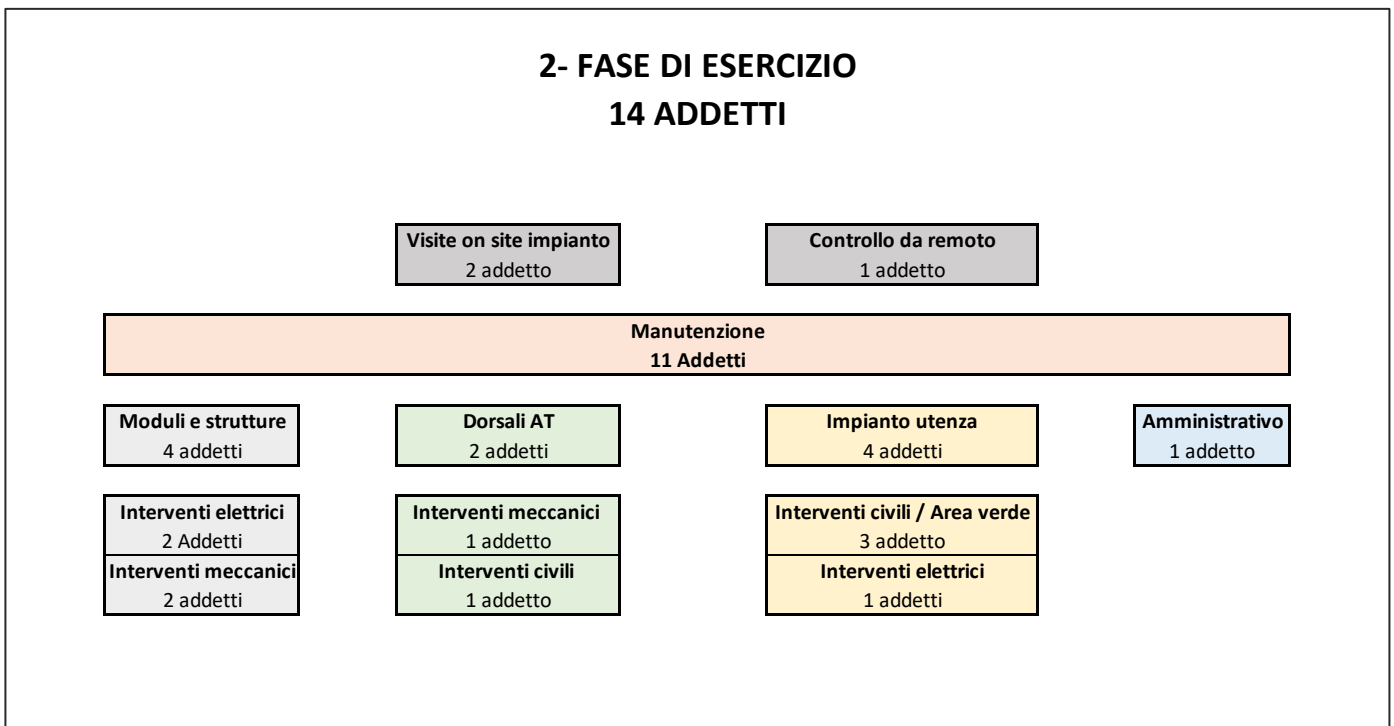 2- FASE DI ESERCIZIO
14 ADDETTI
Visite on site impianto
2 addetto
Controllo da remoto
1 addetto
Manutenzione
11 Addetti
Moduli e strutture
4 addetti
Dorsali AT
2 addetti
Impianto utenza
4 addetti
Amministrativo
1 addetto
Interventi elettrici
2 Addetti
Interventi meccanici
2 addetti
Interventi meccanici
1 addetto
Interventi civili
1 addetto
Interventi civili / Area verde
3 addetto
Interventi elettrici
1 addetti